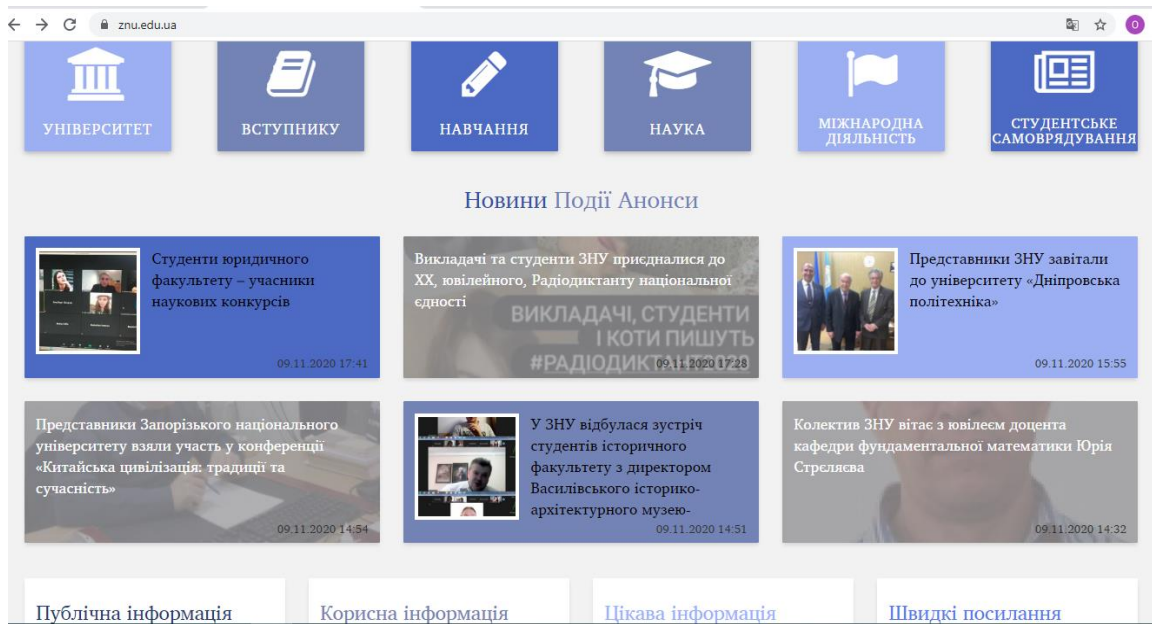 znu.edu.ua
O
УНІВЕРСИТЕТ
ВСТУПНИКУ
НАВЧАННЯ
НАУКА
МІЖНАРОДНА
ДІЯЛЬНІСТЬ
СТУДЕНТСЬКЕ
САМОВРЯДУВАННЯ
Новини Події Анонси
Студенти юридичного
факультету – учасники
наукових конкурсів
09.11.2020 17:41
Викладачі та студенти ЗНУ приєдналися до
XX, ювілейного, Радіодиктанту національної
єдності
ВИКЛАДАЧІ, СТУДЕНТИ
І КОТИ ПИШУТЬ
#РАДІОДИКТАНТ2020
09.11.2020 17:28
Представники ЗНУ завітали
до університету «Дніпровська
політехніка»
09.11.2020 15:55
Представники Запорізького національного
університету взяли участь у конференції
«Китайська цивілізація: традиції та
сучасність»
09.11.2020 14:54
У ЗНУ відбулася зустріч
студентів історичного
факультету з директором
Василівського історико-
архітектурного музею-
09.11.2020 14:51
Колектив ЗНУ вітає з ювілеєм доцента
кафедри фундаментальної математики Юрія
Стрєляєва
09.11.2020 14:32
Публічна інформація
Корисна інформація
Цікава інформація
Швидкі посилання